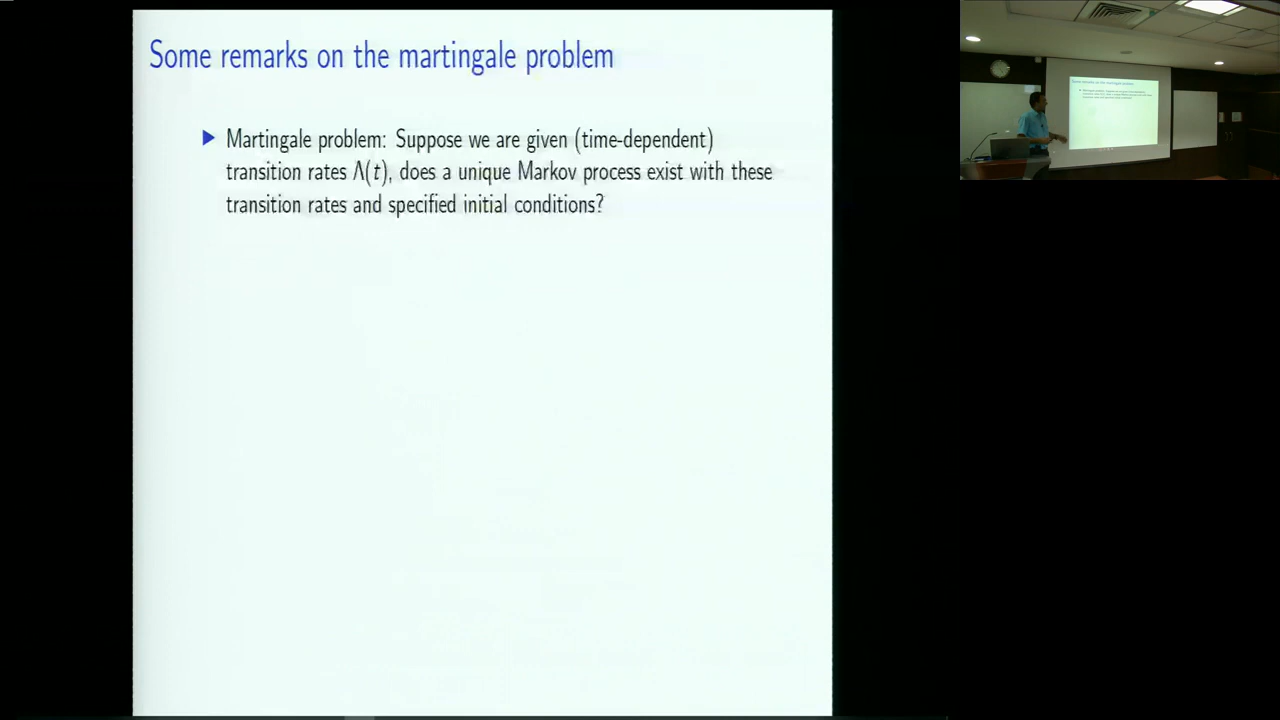 Some remarks on the martingale problem
Martingale problem: Suppose we are given (time-dependent)
transition rates Λ(t), does a unique Markov process exist with these
transition rates and specified initial conditions?